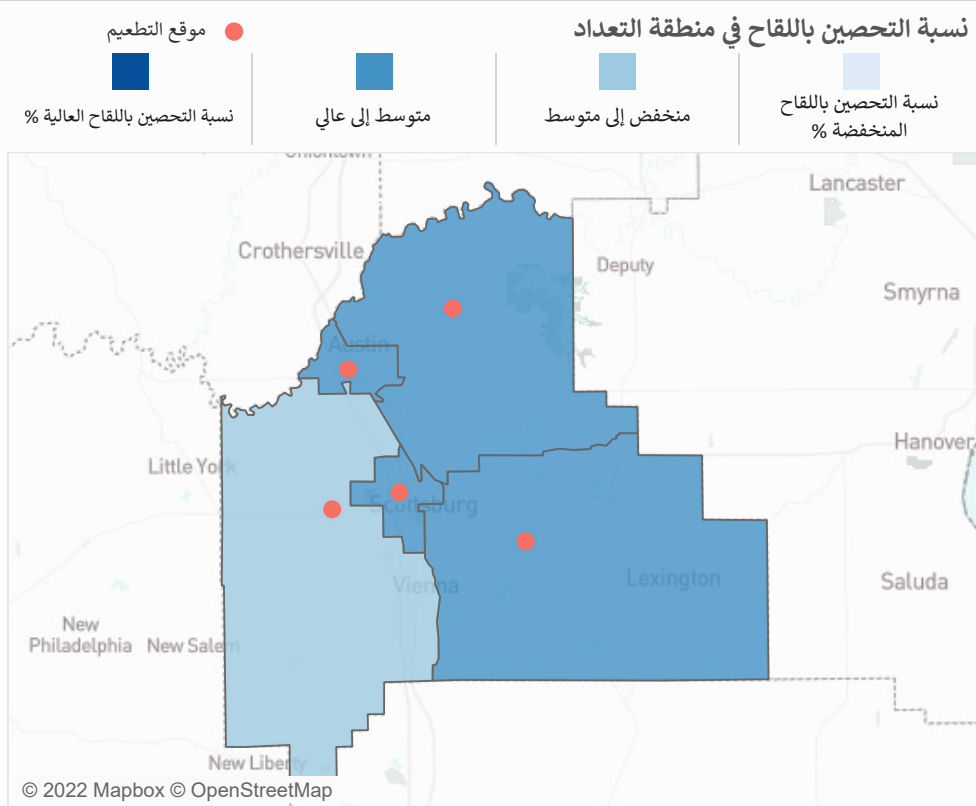 نسبة التحصين باللقاح في منطقة التعداد
موقع التطعيم
نسبة التحصين باللقاح
المنخفضة %
منخفض إلى متوسط
متوسط إلى عالي
نسبة التحصين باللقاح العالية %
Uniontown
Lancaster
Crothersville
Deputy
Smyrna
Austin
Hanover
Little York
Scottsburg
Vienna
Lexington
Saluda
New
Philadelphia
New Salem
New Liberty
© 2022 Mapbox © OpenStreetMap